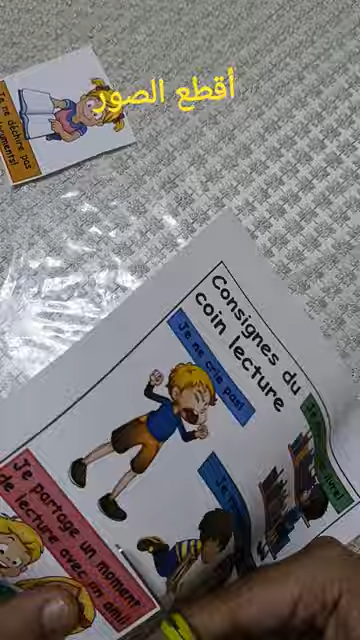 أقطع الصور
Je ne déchire pas
Consignes du
coin lecture
Je ne crie pas!
Je partage un moment
de lecture avec un ami!